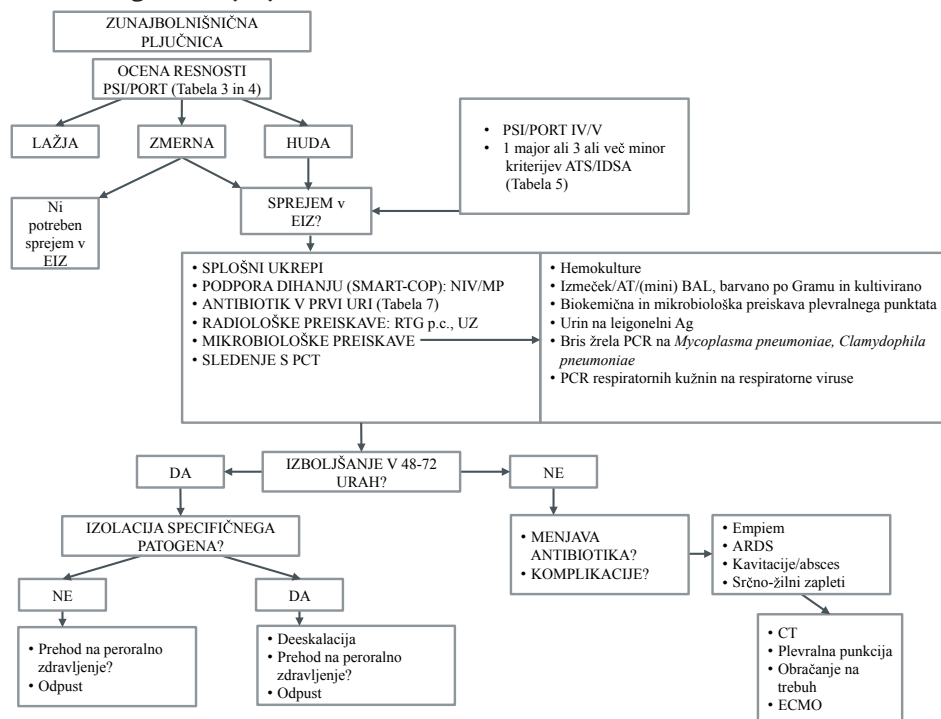 ZUNAJBOLNIŠNIČNA
PLJUČNICA
OCENA RESNOSTI
PSI/PORT (Tabela 3 in 4)
LAŽJA
ZMERNA
HUDA
• PSI/PORT IV/V
• 1 major ali 3 ali več minor
kriterijev ATS/IDSA
(Tabela 5)
Ni
potreben
sprejem v
EIZ
SPREJEM v
EIZ?
• SPLOŠNI UKREPI
• PODPORA DIHANJU (SMART-COP): NIV/MP
• ANTIBIOTIK V PRVI URI (Tabela 7)
• RADIOLOŠKE PREISKAVE: RTG p.c., UZ
• MIKROBIOLOŠKE PREISKAVE
• SLEDENJE S PCT
• Hemokulture
• Izmeček/AT/(mini) BAL, barvano po Gramu in kultivirano
• Biokemična in mikrobiološka preiskava plevralnega punktata
• Urin na leigonelni Ag
• Bris žrela PCR na Mycoplasma pneumoniae, Clamydophila
pneumoniae
• PCR respiratornih kužnin na respiratorne viruse
DA
IZBOLJŠANJE V 48-72
URAH?
NE
IZOLACIJA SPECIFIČNEGA
PATOGENA?
• MENJAVA
ANTIBIOTIKA?
• KOMPLIKACIJE?
• Empiem
• ARDS
• Kavitacije/absces
• Srčno-žilni zapleti
NE
DA
• Prehod na peroralno
zdravljenje?
• Odpust
• Deeskalacija
• Prehod na peroralno
zdravljenje?
• Odpust
• CT
• Plevralna punkcija
• Obračanje na
trebuh
• ECMO